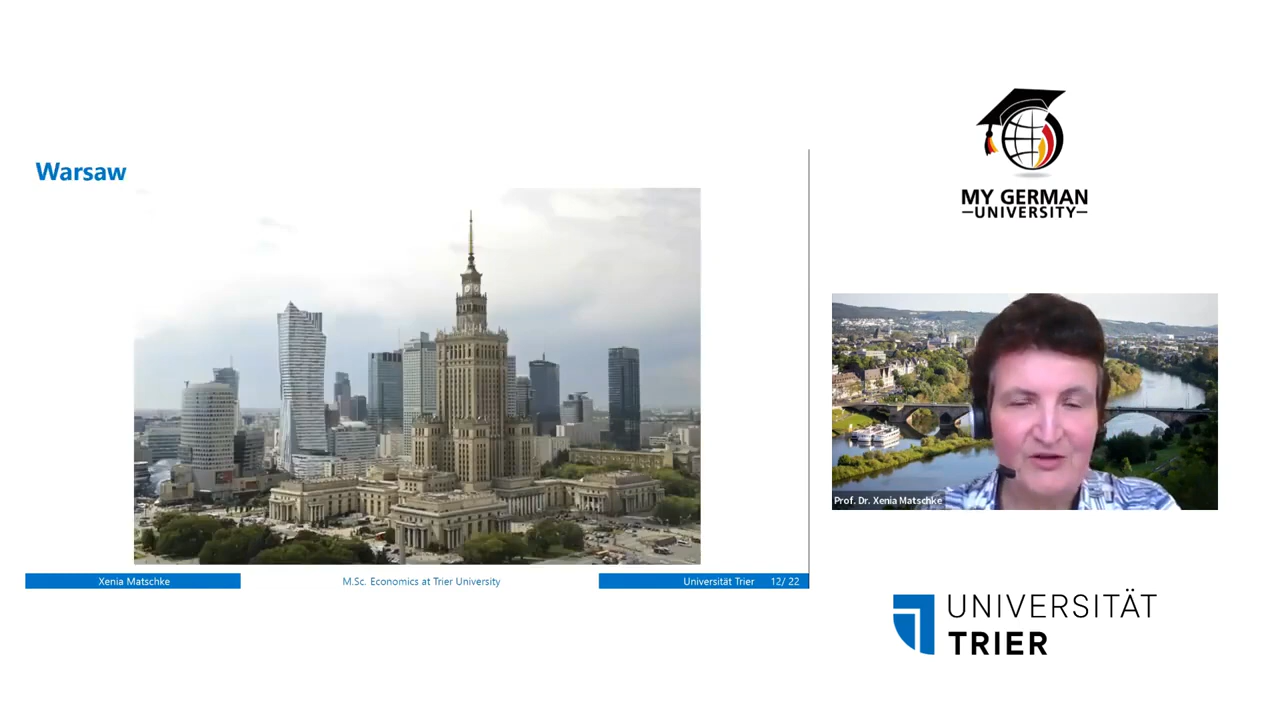 Warsaw
Xenia Matschke
M.Sc. Economics at Trier University
Universität Trier 12/ 22
MY GERMAN
UNIVERSITY
Prof. Dr. Xenia Matschke
UNIVERSITÄT
TRIER